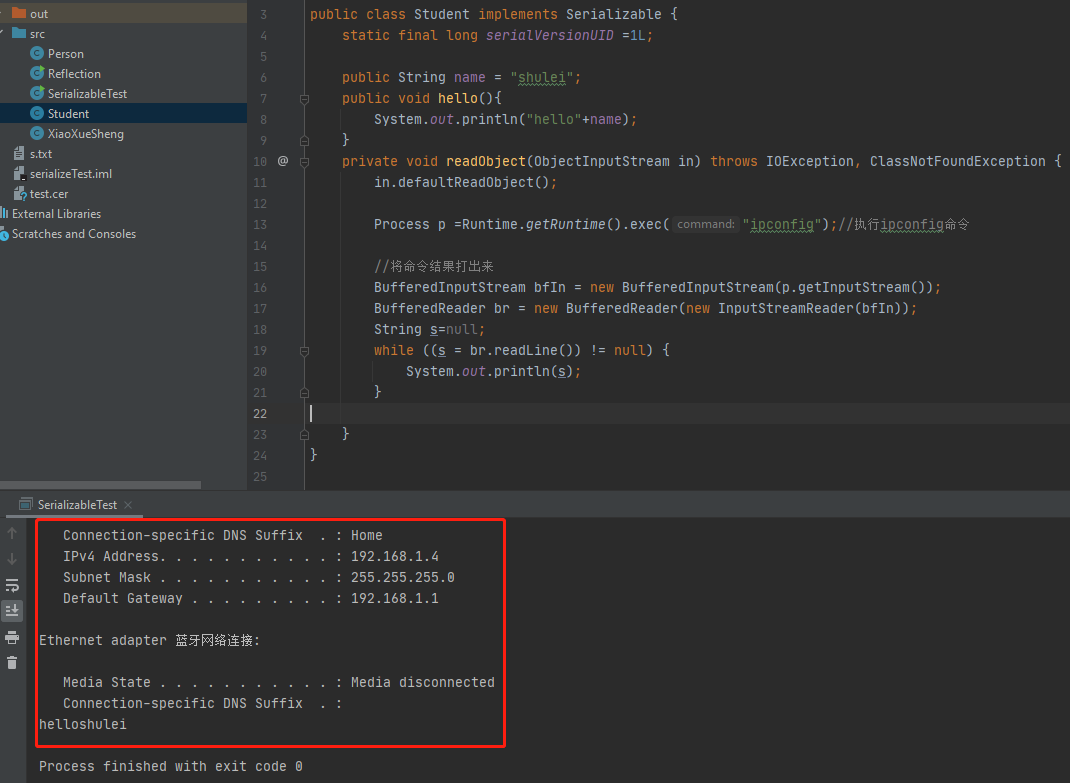 out
src
Person
Reflection
SerializableTest
Student
XiaoXueSheng
s.txt
serializeTest.iml
test.cer
External Libraries
Scratches and Consoles
3 public class Student implements Serializable {
4 static final long serialVersionUID =1L;
5
6 public String name = "shulei";
7 public void hello(){
8 System.out.println("hello"+name);
9 }
10 @ private void readObject(ObjectInputStream in) throws IOException, ClassNotFoundException {
11 in.defaultReadObject();
12
13 Process p =Runtime.getRuntime().exec( command: "ipconfig");//执行ipconfig命令
14
15 //将命令结果打出来
16 BufferedInputStream bfIn = new BufferedInputStream(p.getInputStream());
17 BufferedReader br = new BufferedReader(new InputStreamReader(bfIn));
18 String s=null;
19 while ((s = br.readLine()) != null) {
20 System.out.println(s);
21 }
22
23 }
24 }
25
SerializableTest
Connection-specific DNS Suffix . : Home
IPv4 Address. . . . . . . . . . . : 192.168.1.4
Subnet Mask . . . . . . . . . . . : 255.255.255.0
Default Gateway . . . . . . . . . : 192.168.1.1
Ethernet adapter 蓝牙网络连接:
Media State . . . . . . . . . . . : Media disconnected
Connection-specific DNS Suffix . :
helloshulei
Process finished with exit code 0